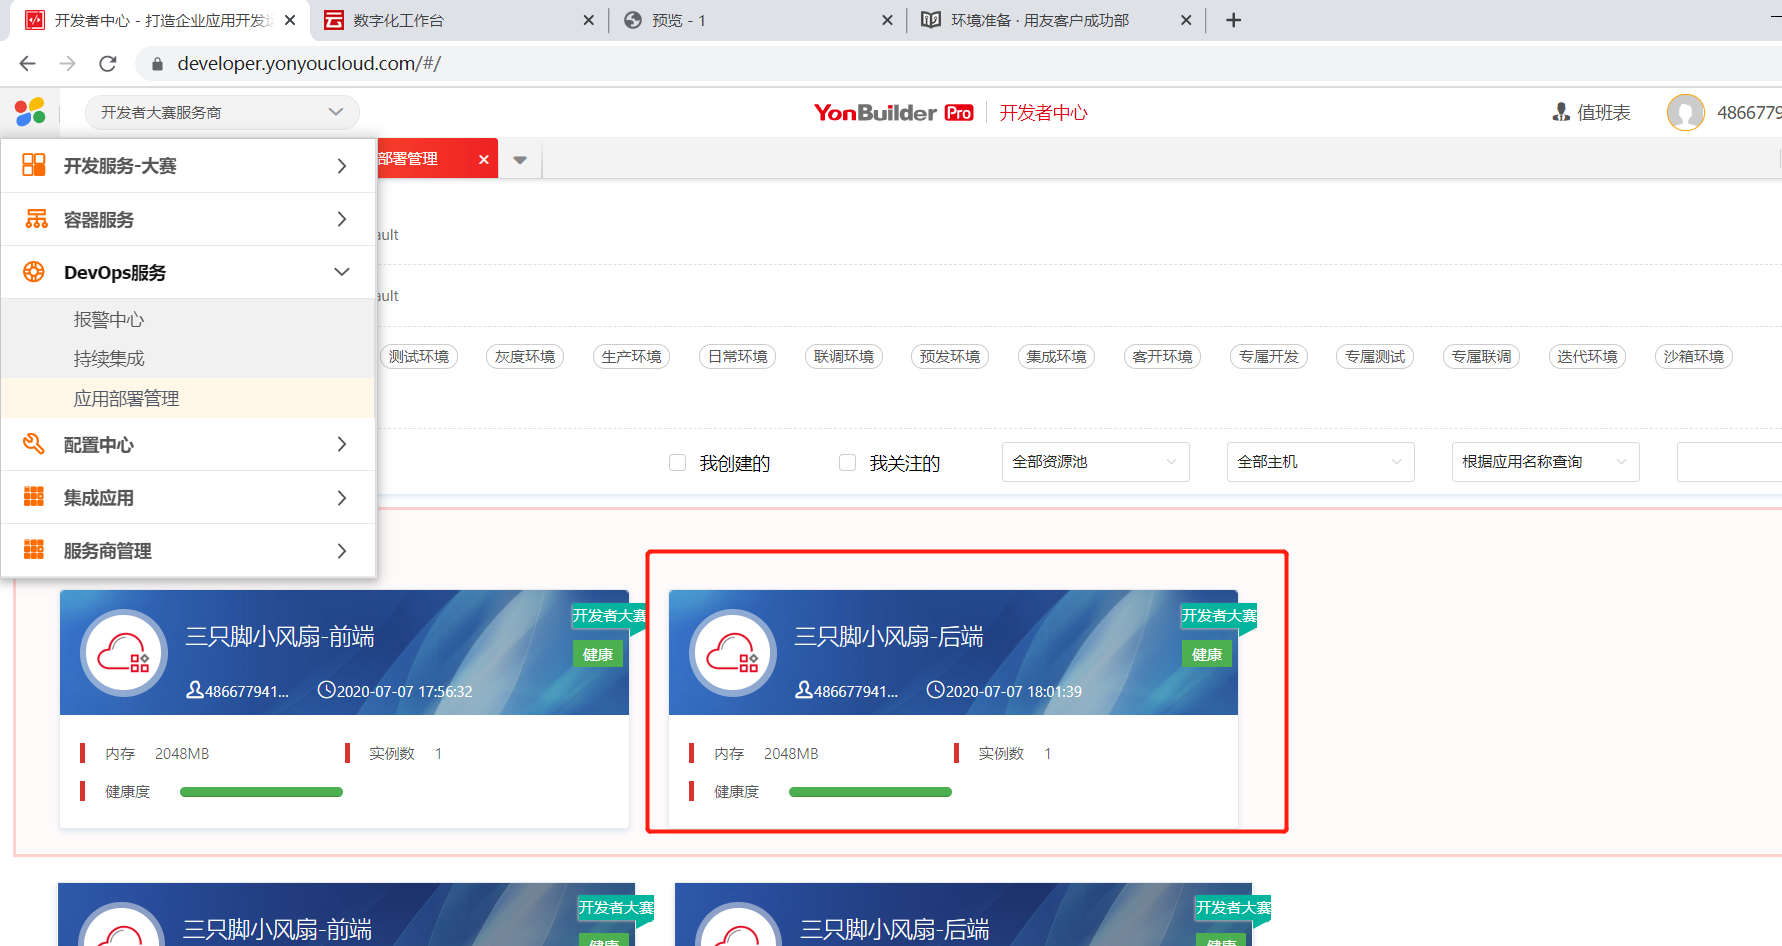 开发者中心 - 打造企业应用开发运
数字化工作台
预览 - 1
环境准备 · 用友客户成功部
developer.yonyoucloud.com/#/
开发者大赛服务商
YonBuilder Pro
开发者中心
值班表
4866779
开发服务-大赛
容器服务
DevOps服务
报警中心
持续集成
应用部署管理
配置中心
集成应用
服务商管理
部署管理
ault
ault
测试环境
灰度环境
生产环境
日常环境
联调环境
预发环境
集成环境
客开环境
专属开发
专属测试
专属联调
迭代环境
沙箱环境
我创建的
我关注的
全部资源池
全部主机
根据应用名称查询
三只脚小风扇-前端
开发者大赛
健康
486677941...
2020-07-07 17:56:32
内存 2048MB
实例数 1
健康度
三只脚小风扇-后端
开发者大赛
健康
486677941...
2020-07-07 18:01:39
内存 2048MB
实例数 1
健康度
三只脚小风扇-前端
开发者大赛
健康
三只脚小风扇-后端
开发者大赛
健康